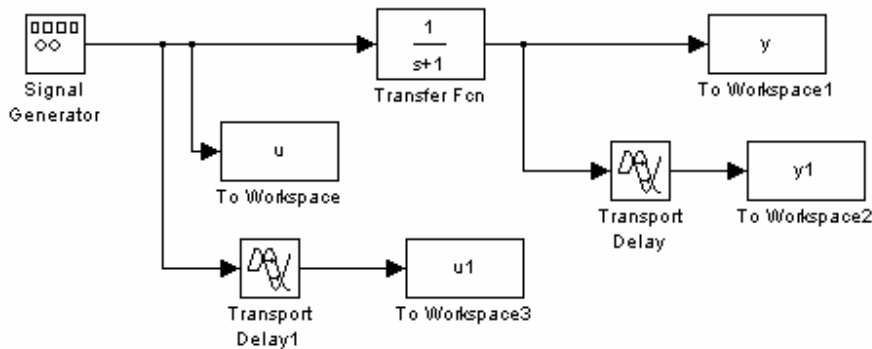 1
s+1
y
Signal
Generator
Transfer Fcn
To Workspace1
u
y1
To Workspace
Transport
Delay
To Workspace2
u1
Transport
Delay1
To Workspace3